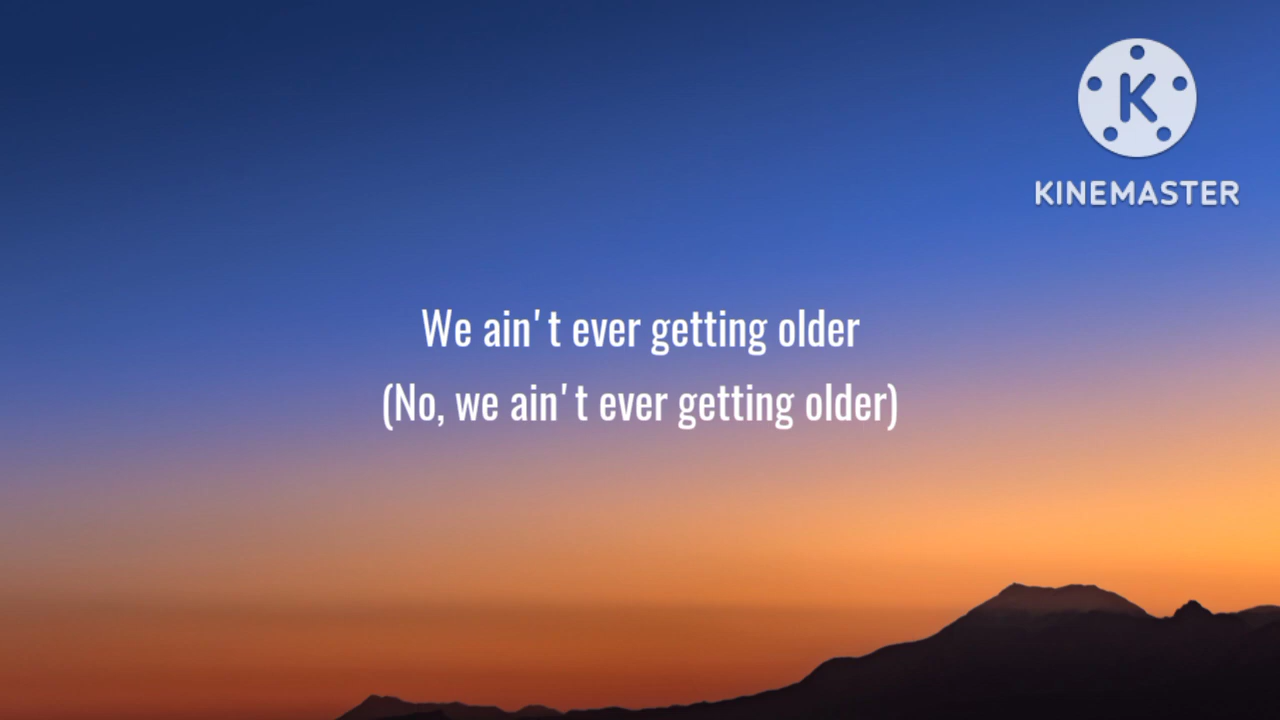 K
KINEMASTER
We ain't ever getting older
(No, we ain't ever getting older)